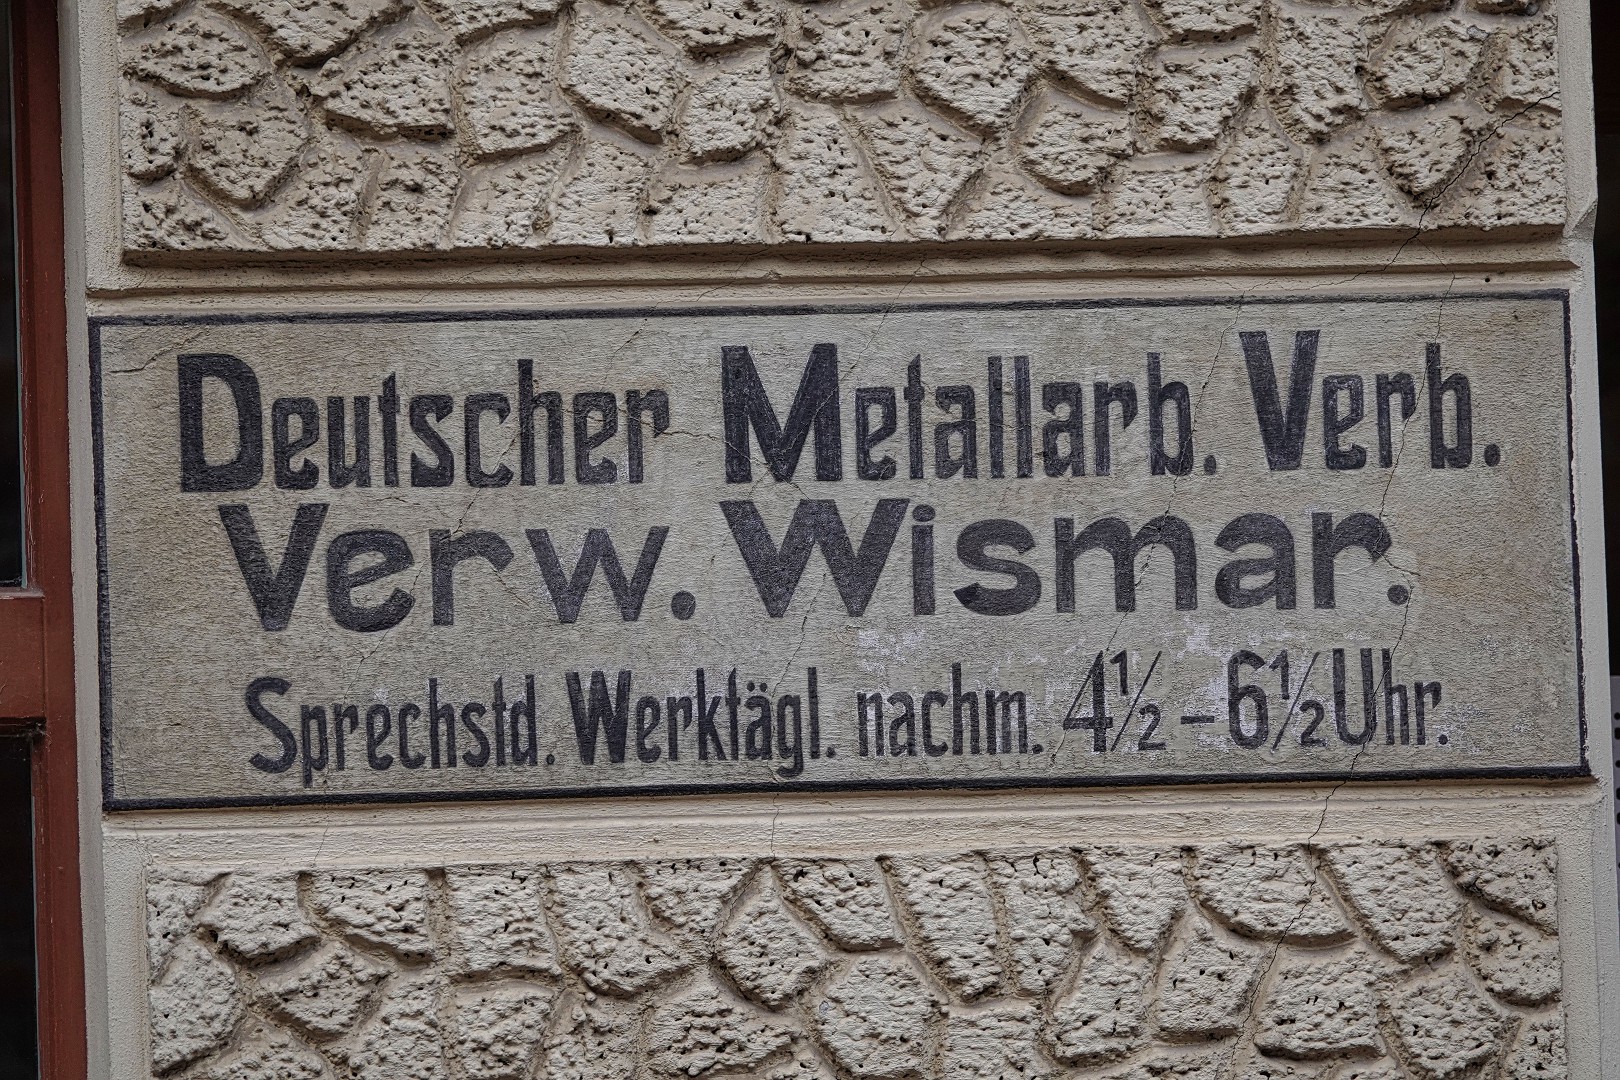 Deutscher Metallarb. Verb.
Verw. Wismar.
Sprechstd. Werktägl. nachm. 4½ – 6½ Uhr.